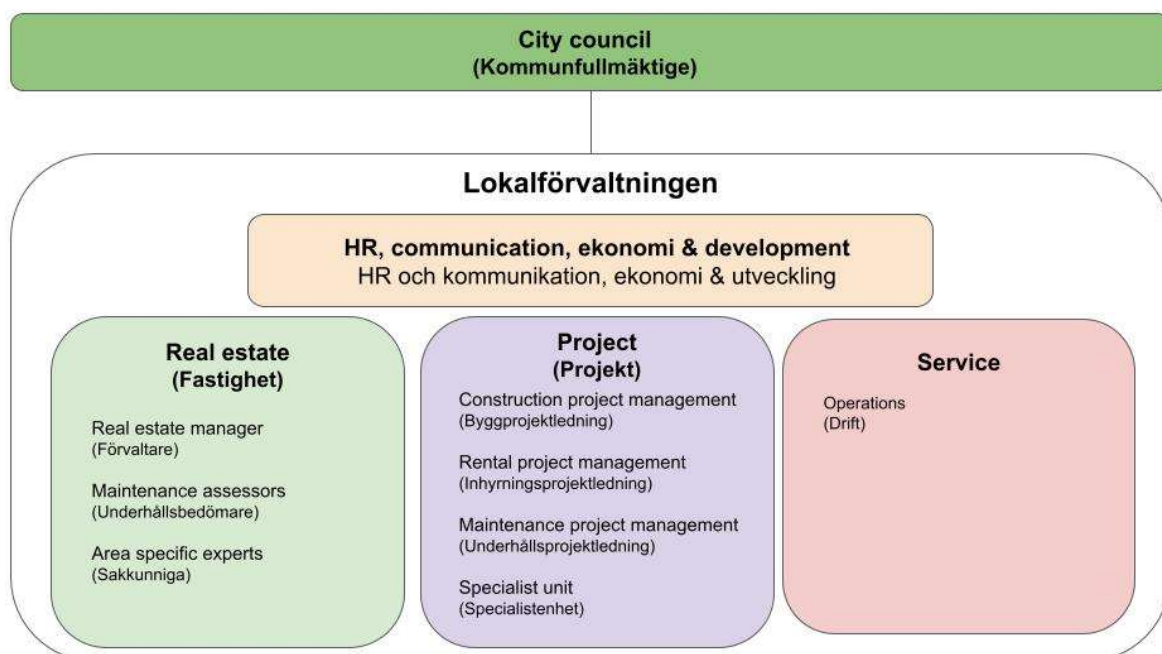 City council
(Kommunfullmäktige)
Lokalförvaltningen
HR, communication, ekonomi & development
HR och kommunikation, ekonomi & utveckling
Real estate
(Fastighet)
Real estate manager
(Förvaltare)
Maintenance assessors
(Underhållsbedömare)
Area specific experts
(Sakkunniga)
Project
(Projekt)
Construction project management
(Byggprojektledning)
Rental project management
(Inhyrningsprojektledning)
Maintenance project management
(Underhållsprojektledning)
Specialist unit
(Specialistenhet)
Service
Operations
(Drift)